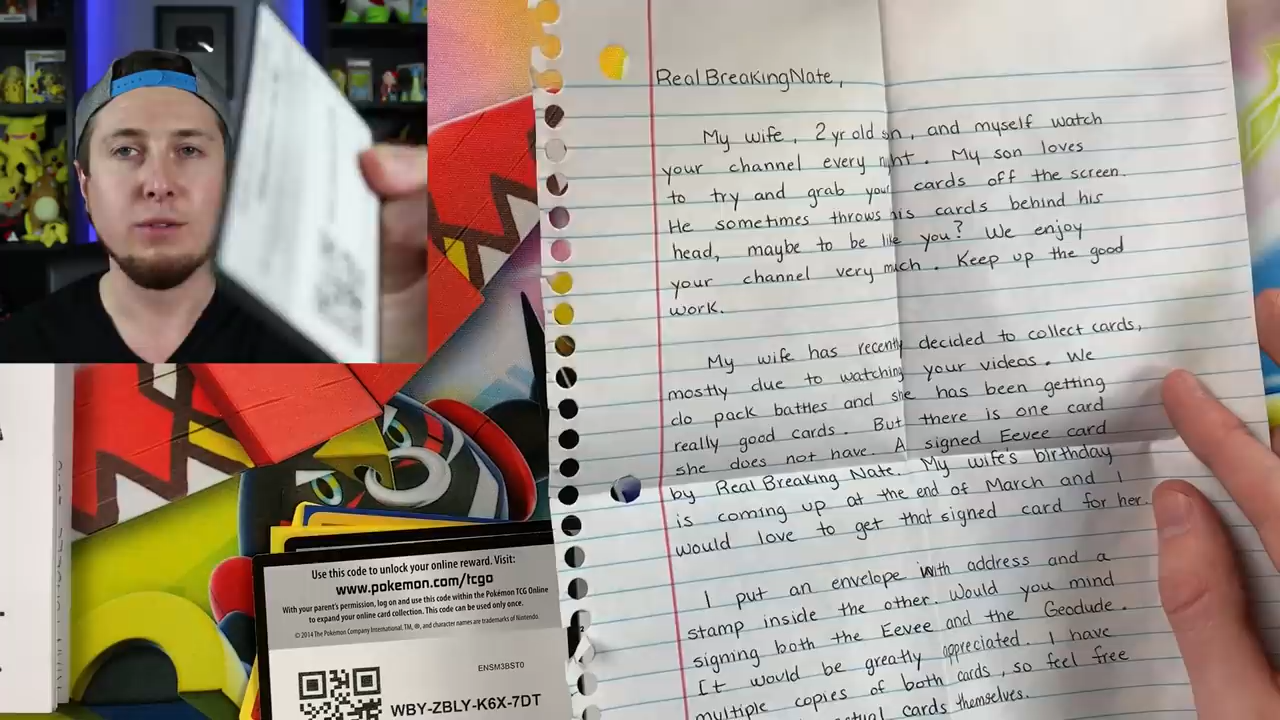 RealBreakingNate,
My wife, 2 yr old son, and myself watch
your channel every night. My son loves
to try and grab your cards off the screen.
He sometimes throws his cards behind his
head, maybe to be like you? We enjoy
your channel very much. Keep up the good
work.
My wife has recently decided to collect cards,
mostly due to watching your videos. We
do pack battles and she has been getting
really good cards. But there is one card
she does not have. A signed Eevee card
by Real Breaking Nate. My wife's birthday
is coming up at the end of March and I
would love to get that signed card for her.
I put an envelope with address and a
stamp inside the other. Would you mind
signing both the Eevee and the Geodude.
It would be greatly appreciated. I have
multiple copies of both cards, so feel free
cards themselves.
Use this code to unlock your online reward. Visit:
www.pokemon.com/tcgo
With your parent's permission, log on and use this code within the Pokémon TCG Online
to expand your online card collection. This code can be used only once.
© 2014 The Pokémon Company International. TM, ®, and character names are trademarks of Nintendo.
ENSM3BST0
WBY-ZBLY-K6X-7DT